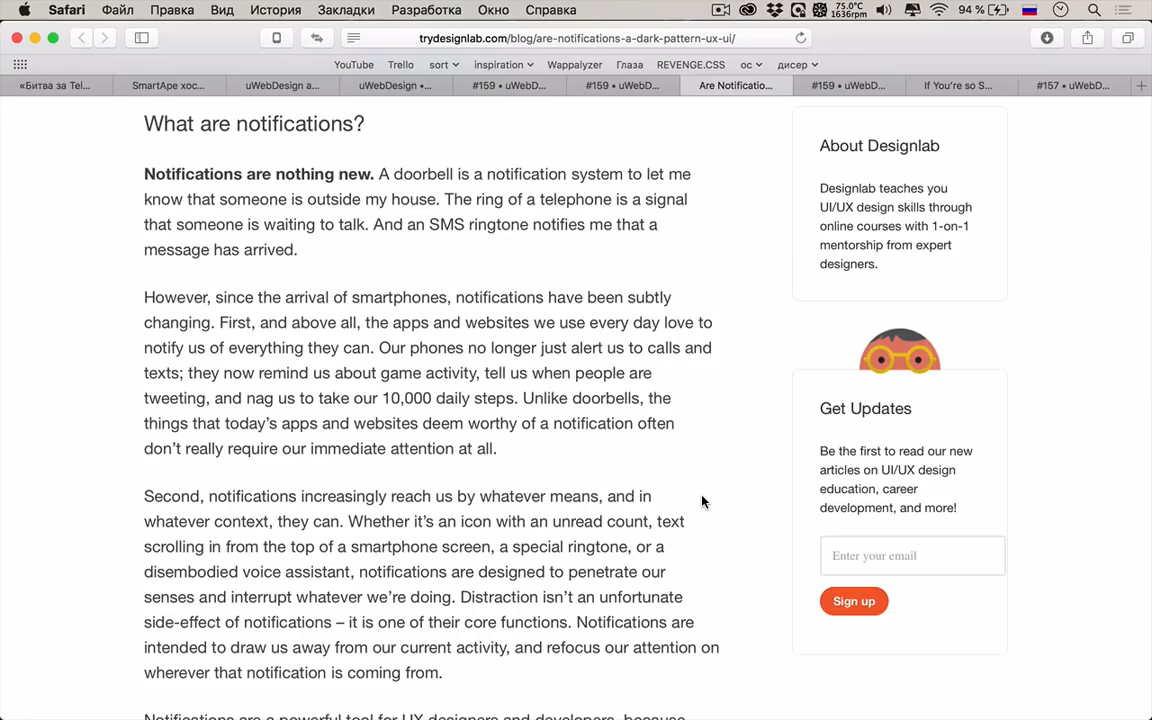 Safari Файл Правка Вид История Закладки Разработка Окно Справка 75.0°C 1636rpm 94 %
trydesignlab.com/blog/are-notifications-a-dark-pattern-ux-ui/
YouTube Trello sort inspiration Wappalyzer Глаза REVENGE.CSS ос дисер
«Битва за Tel... SmartApe хос... uWebDesign а... uWebDesign •... #159 • uWebD... #159 • uWebD... Are Notificatio... #159 • uWebD... If You're so S... #157 • uWebD...
What are notifications?
Notifications are nothing new. A doorbell is a notification system to let me
know that someone is outside my house. The ring of a telephone is a signal
that someone is waiting to talk. And an SMS ringtone notifies me that a
message has arrived.
However, since the arrival of smartphones, notifications have been subtly
changing. First, and above all, the apps and websites we use every day love to
notify us of everything they can. Our phones no longer just alert us to calls and
texts; they now remind us about game activity, tell us when people are
tweeting, and nag us to take our 10,000 daily steps. Unlike doorbells, the
things that today's apps and websites deem worthy of a notification often
don't really require our immediate attention at all.
Second, notifications increasingly reach us by whatever means, and in
whatever context, they can. Whether it's an icon with an unread count, text
scrolling in from the top of a smartphone screen, a special ringtone, or a
disembodied voice assistant, notifications are designed to penetrate our
senses and interrupt whatever we're doing. Distraction isn't an unfortunate
side-effect of notifications – it is one of their core functions. Notifications are
intended to draw us away from our current activity, and refocus our attention on
wherever that notification is coming from.
Notifications are a powerful tool for UX designers and developers, because
About Designlab
Designlab teaches you
UI/UX design skills through
online courses with 1-on-1
mentorship from expert
designers.
Get Updates
Be the first to read our new
articles on UI/UX design
education, career
development, and more!
Enter your email
Sign up